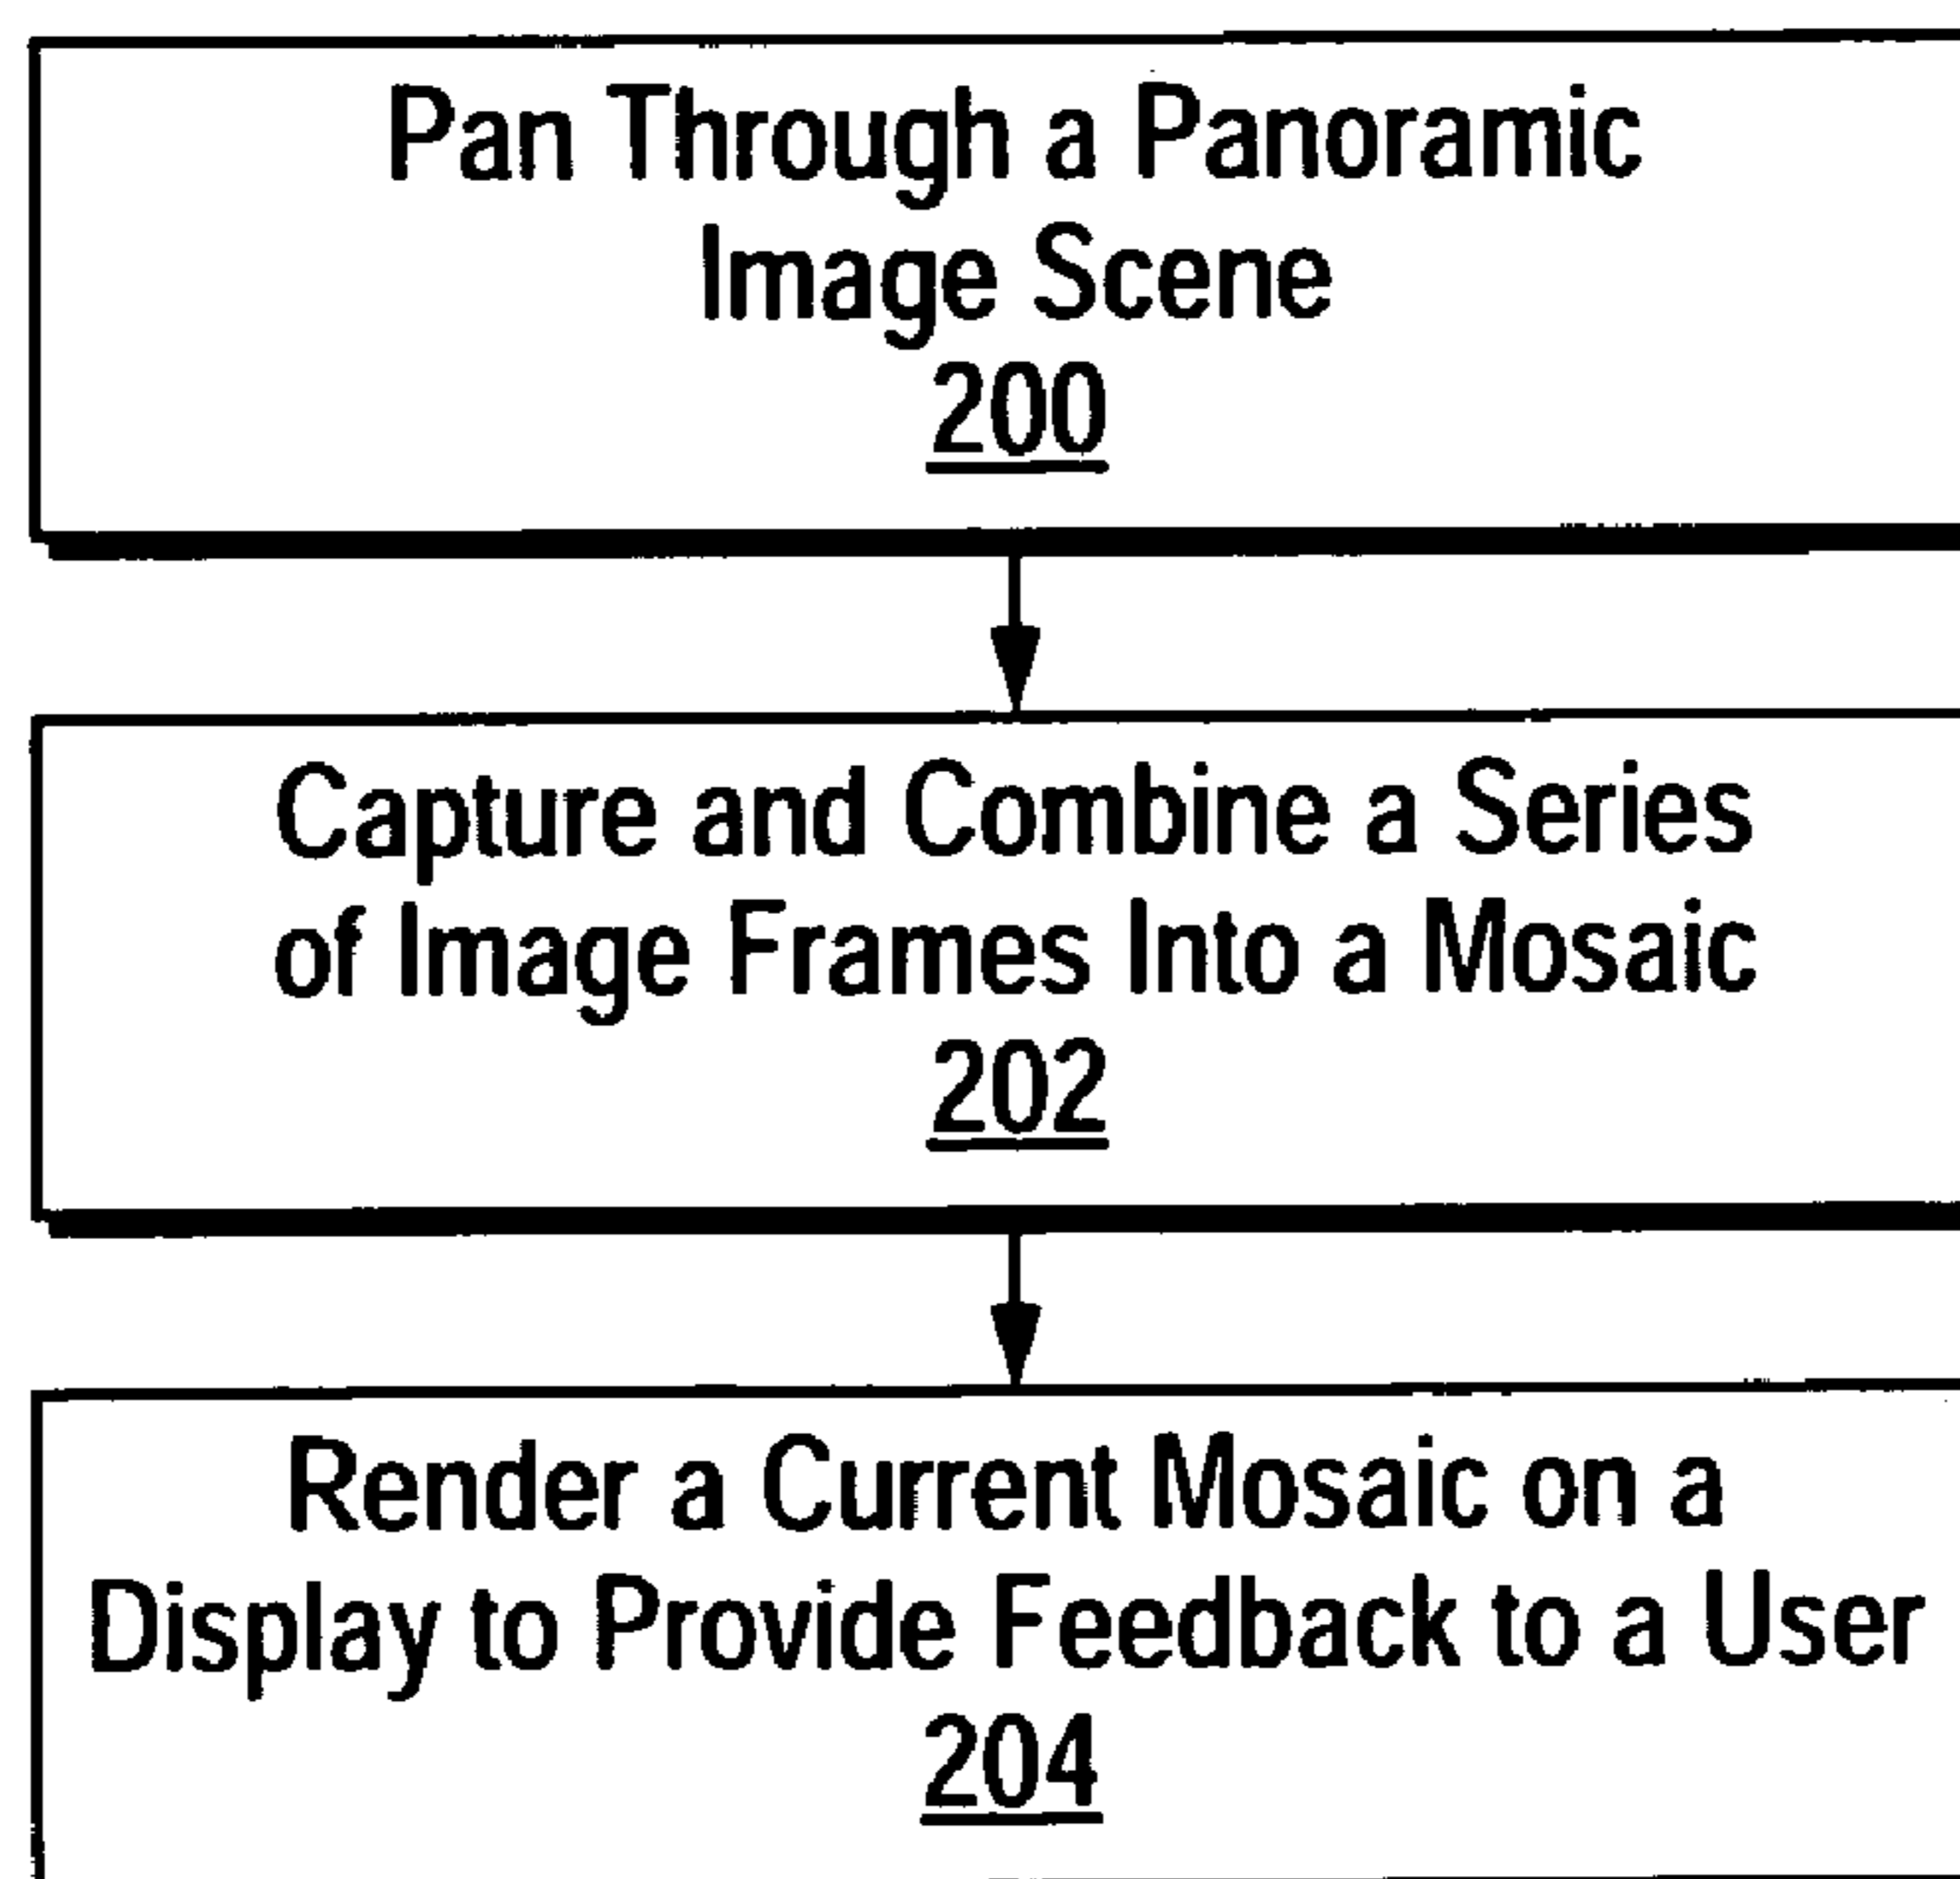 Pan Through a Panoramic
Image Scene
200
Capture and Combine a Series
of Image Frames Into a Mosaic
202
Render a Current Mosaic on a
Display to Provide Feedback to a User
204